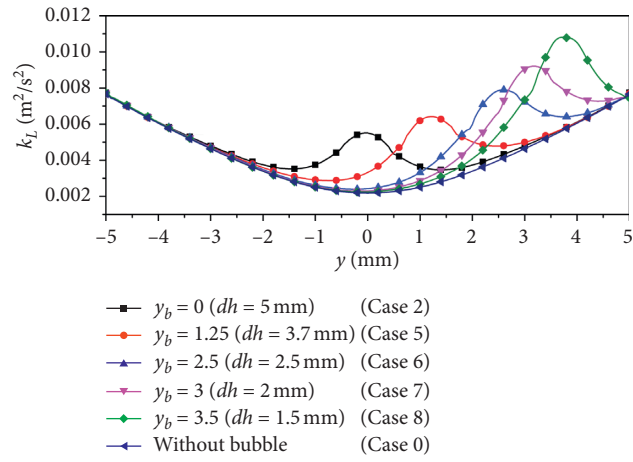 0.012
0.010
0.008
0.006
0.004
0.002
k_L (m²/s²)
−5 −4 −3 −2 −1 0 1 2 3 4 5
y (mm)
y_b = 0 (dh = 5 mm) (Case 2)
y_b = 1.25 (dh = 3.7 mm) (Case 5)
y_b = 2.5 (dh = 2.5 mm) (Case 6)
y_b = 3 (dh = 2 mm) (Case 7)
y_b = 3.5 (dh = 1.5 mm) (Case 8)
Without bubble (Case 0)